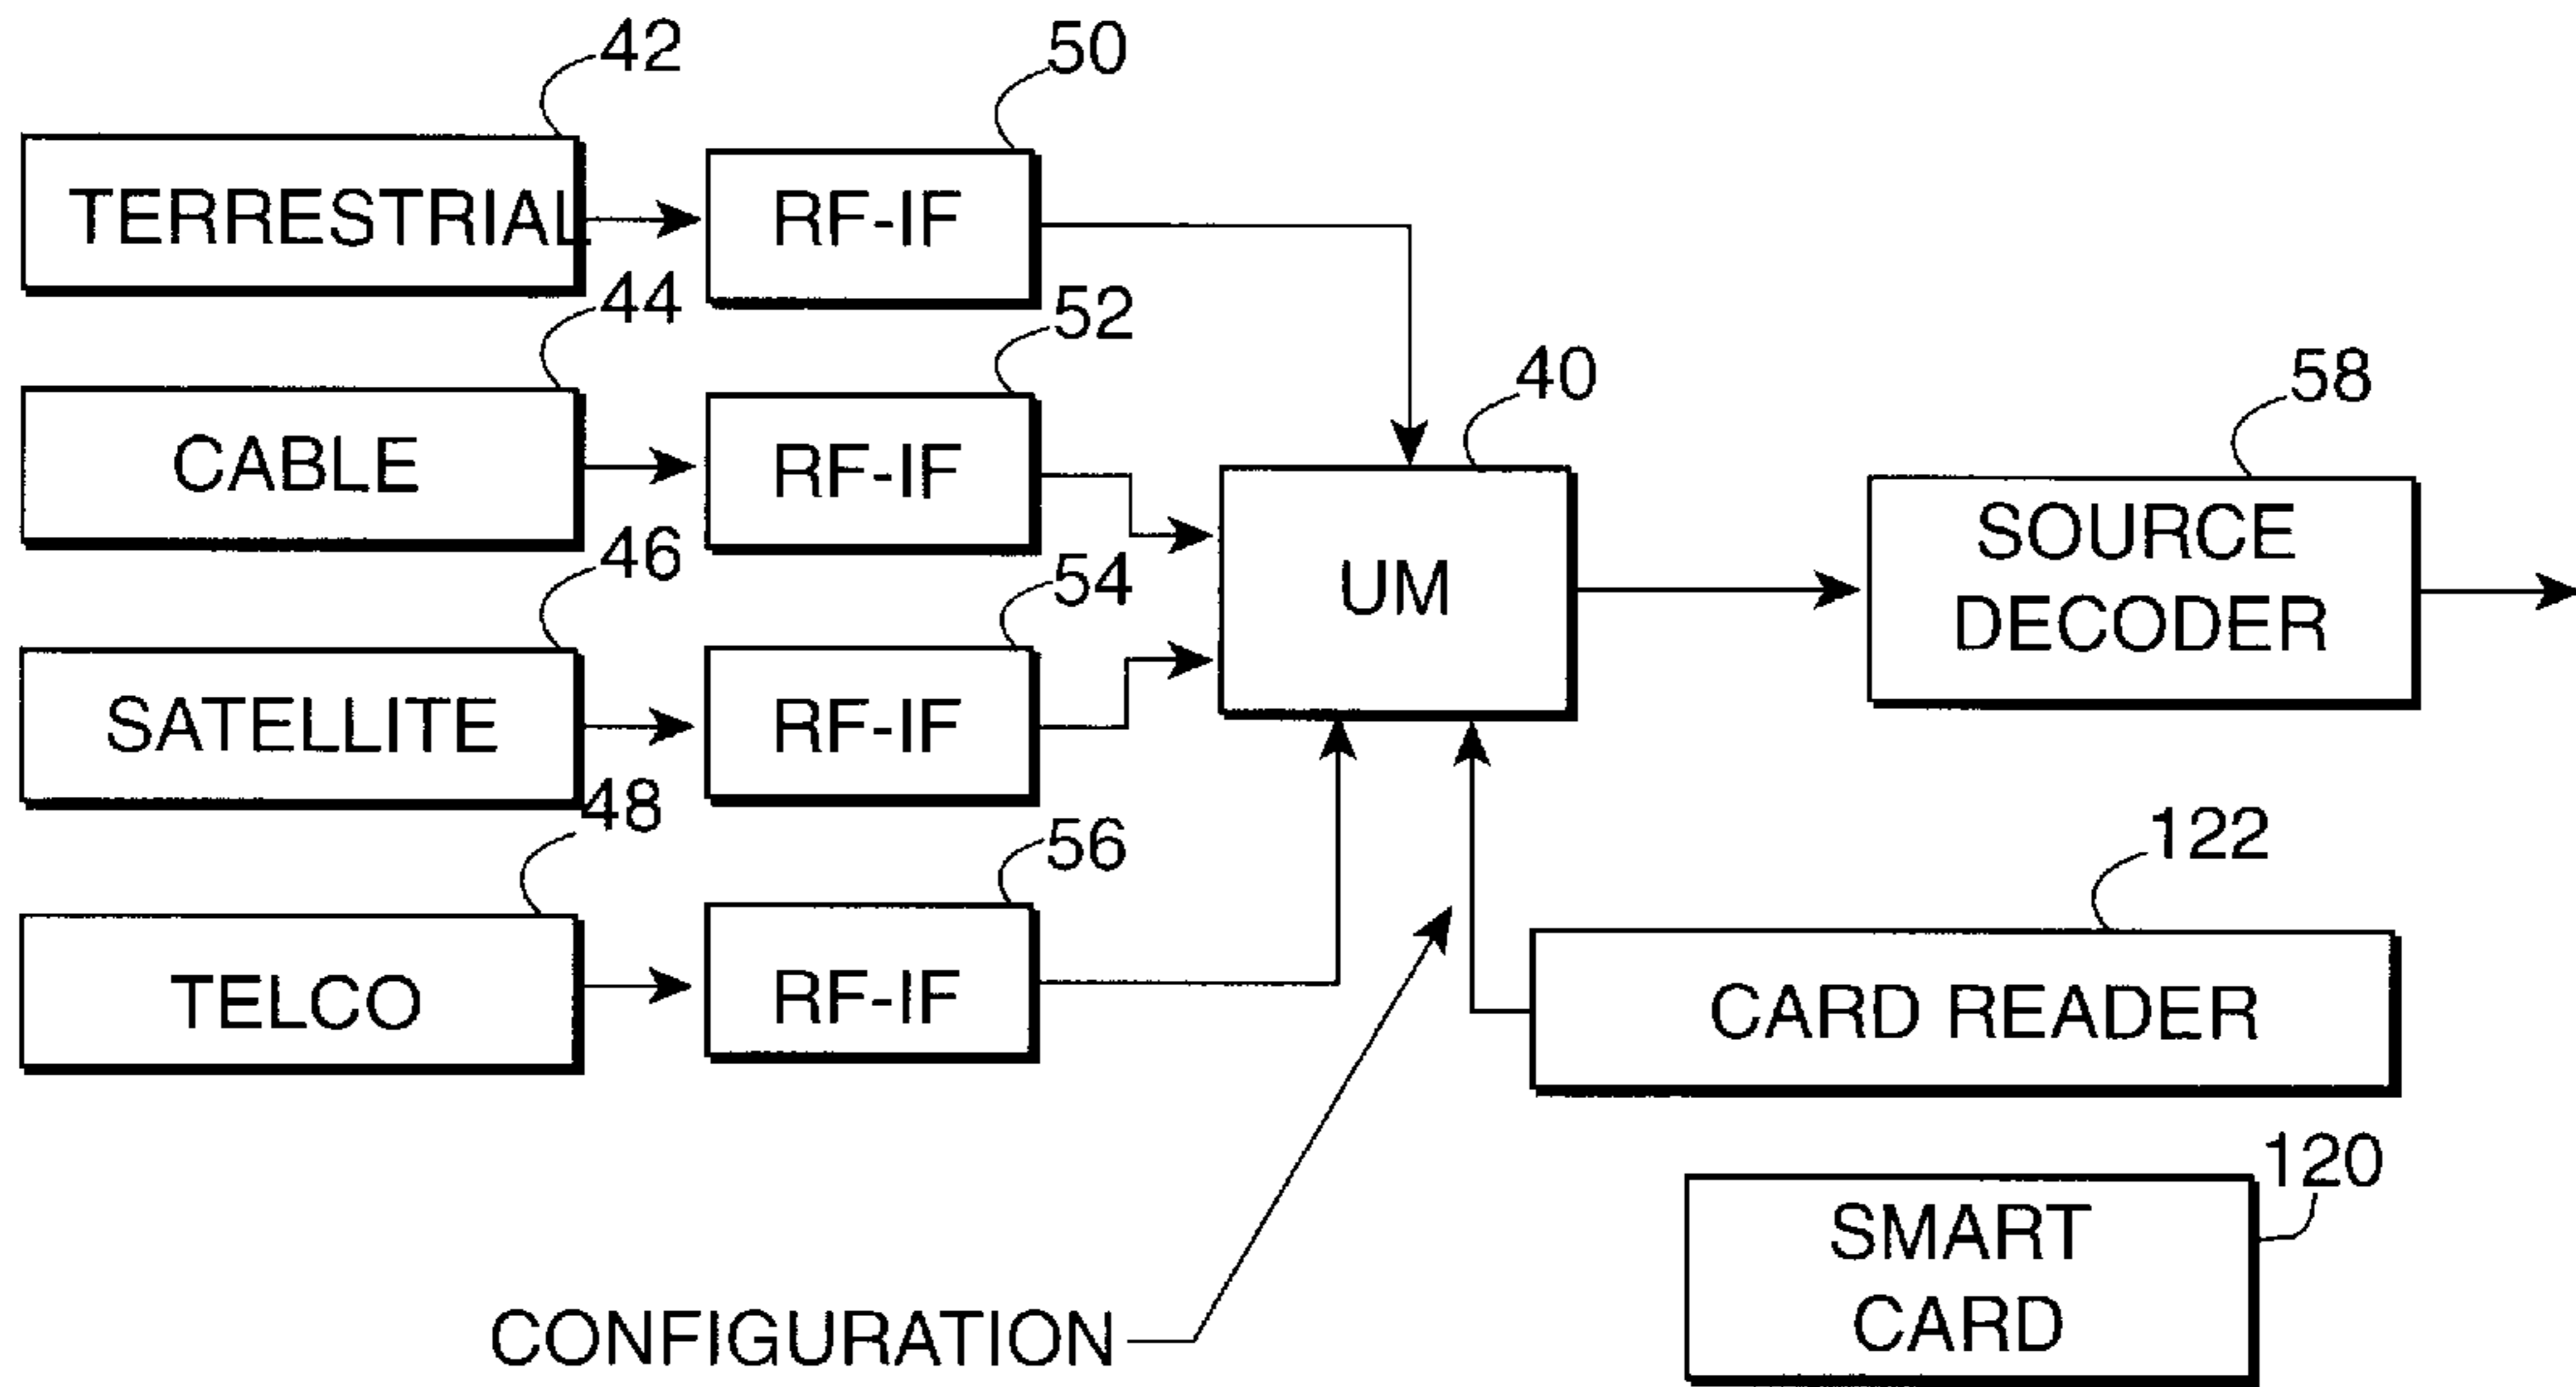 42
50
TERRESTRIAL
RF-IF
44
52
CABLE
RF-IF
40
58
UM
SOURCE
DECODER
46
54
SATELLITE
RF-IF
48
56
TELCO
RF-IF
122
CARD READER
120
SMART
CARD
CONFIGURATION